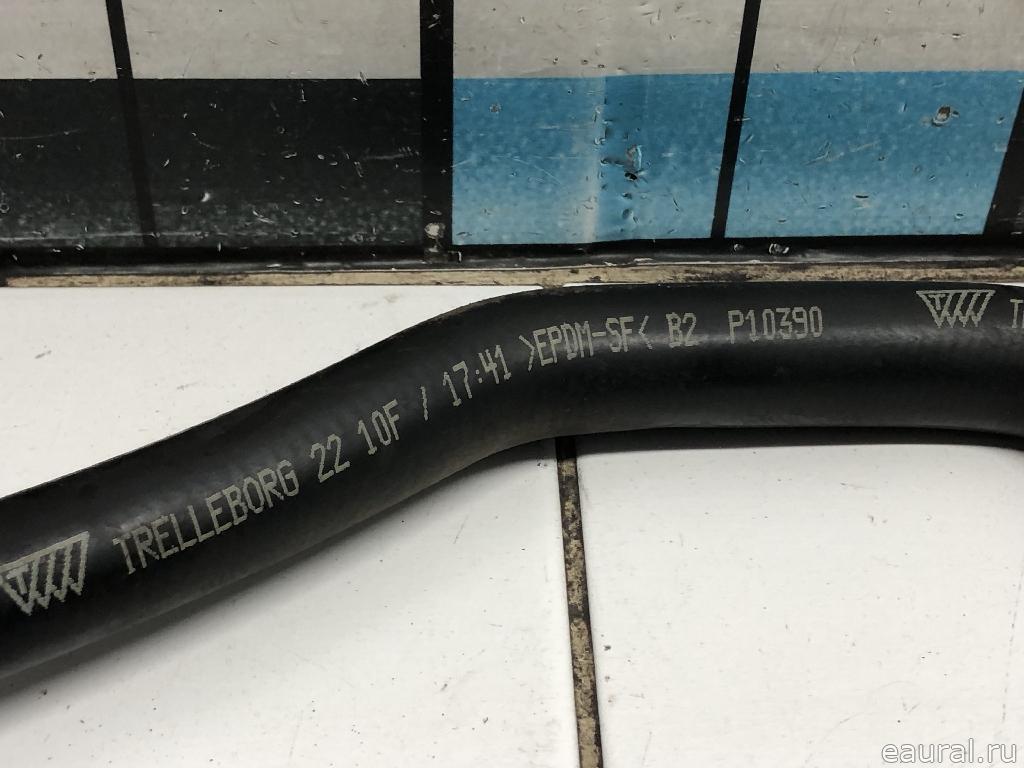 TRELLEBORG 22 10F / 17:41 >EPDM-SF< B2 P10390
eaural.ru